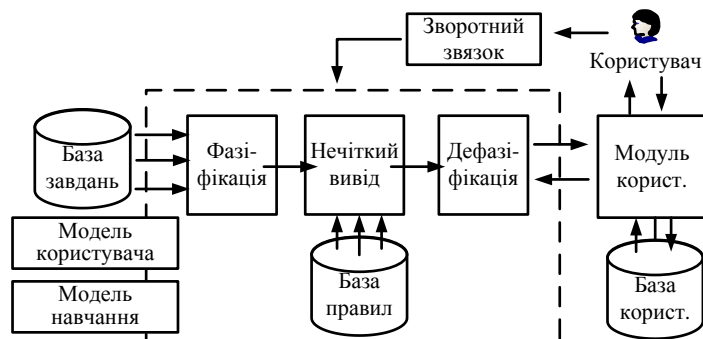 Зворотний
звязок
Користувач
База
завдань
Фазі-
фікація
Нечіткий
вивід
Дефазі-
фікація
Модуль
корист.
Модель
користувача
Модель
навчання
База
правил
База
корист.